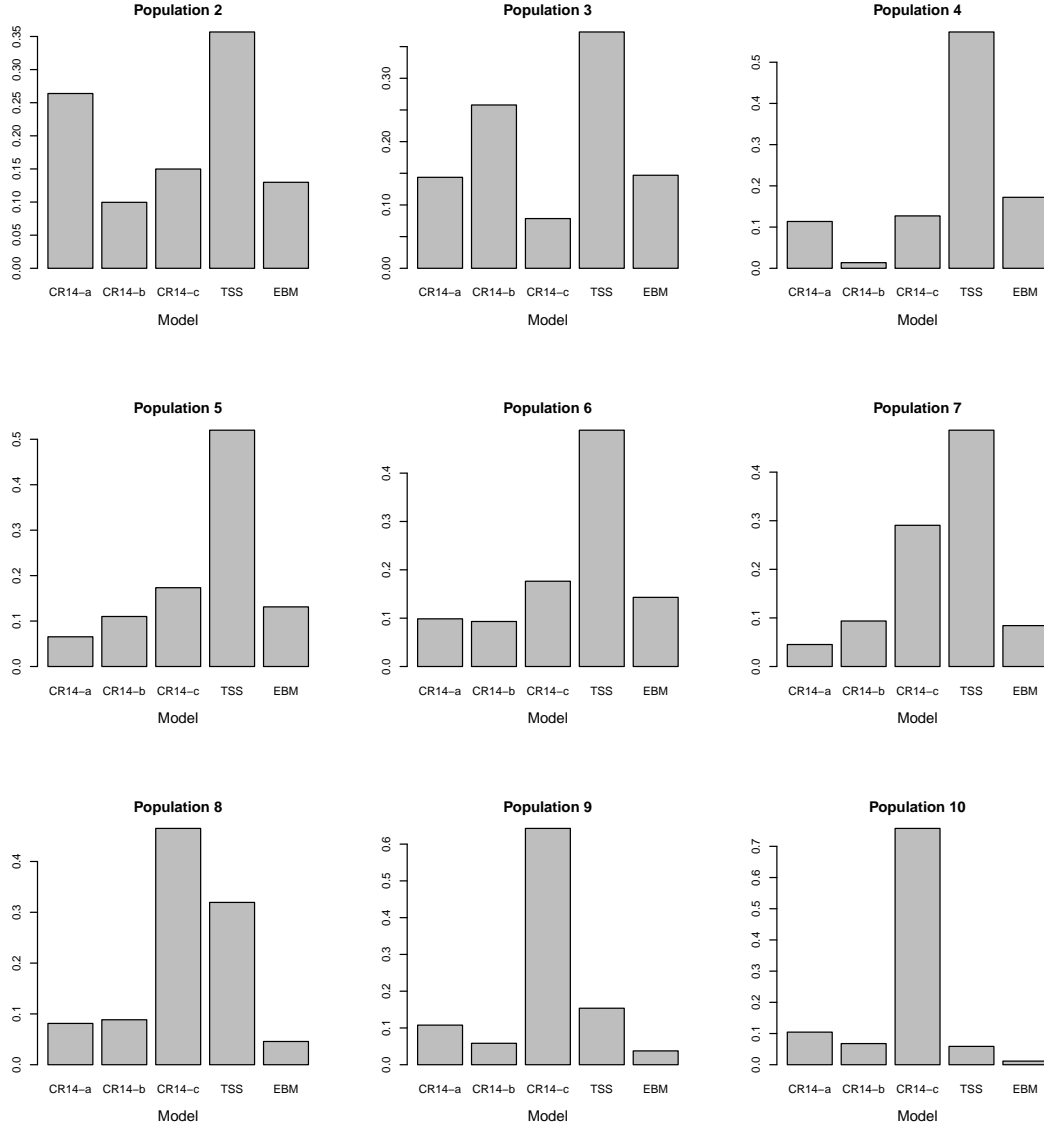 Population 2
0.00 0.05 0.10 0.15 0.20 0.25 0.30 0.35
CR14−a CR14−b CR14−c TSS EBM
Model
Population 3
0.00 0.10 0.20 0.30
CR14−a CR14−b CR14−c TSS EBM
Model
Population 4
0.0 0.1 0.2 0.3 0.4 0.5
CR14−a CR14−b CR14−c TSS EBM
Model
Population 5
0.0 0.1 0.2 0.3 0.4 0.5
CR14−a CR14−b CR14−c TSS EBM
Model
Population 6
0.0 0.1 0.2 0.3 0.4
CR14−a CR14−b CR14−c TSS EBM
Model
Population 7
0.0 0.1 0.2 0.3 0.4
CR14−a CR14−b CR14−c TSS EBM
Model
Population 8
0.0 0.1 0.2 0.3 0.4
CR14−a CR14−b CR14−c TSS EBM
Model
Population 9
0.0 0.1 0.2 0.3 0.4 0.5 0.6
CR14−a CR14−b CR14−c TSS EBM
Model
Population 10
0.0 0.1 0.2 0.3 0.4 0.5 0.6 0.7
CR14−a CR14−b CR14−c TSS EBM
Model